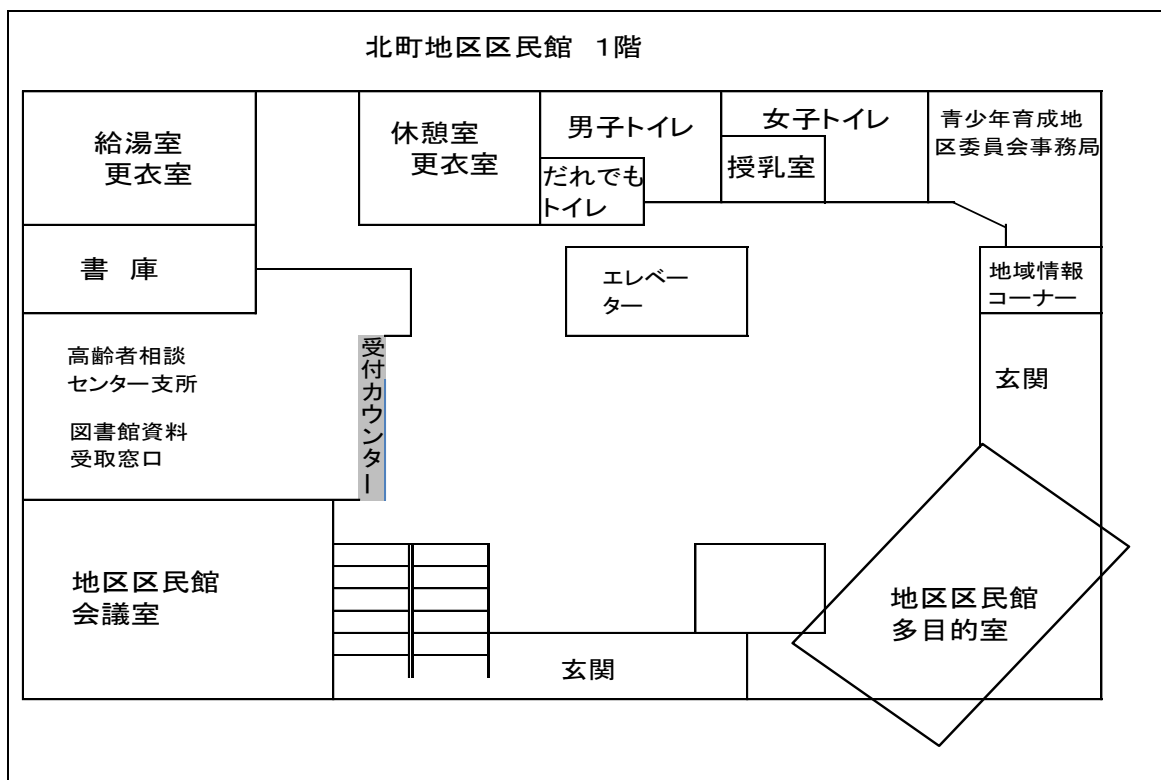 北町地区区民館 1階
給湯室
更衣室
休憩室
更衣室
男子トイレ
だれでも
トイレ
女子トイレ
授乳室
青少年育成地
区委員会事務局
書 庫
エレベー
ター
地域情報
コーナー
高齢者相談
センター支所
図書館資料
受取窓口
受付カウンター
玄関
地区区民館
会議室
地区区民館
多目的室
玄関